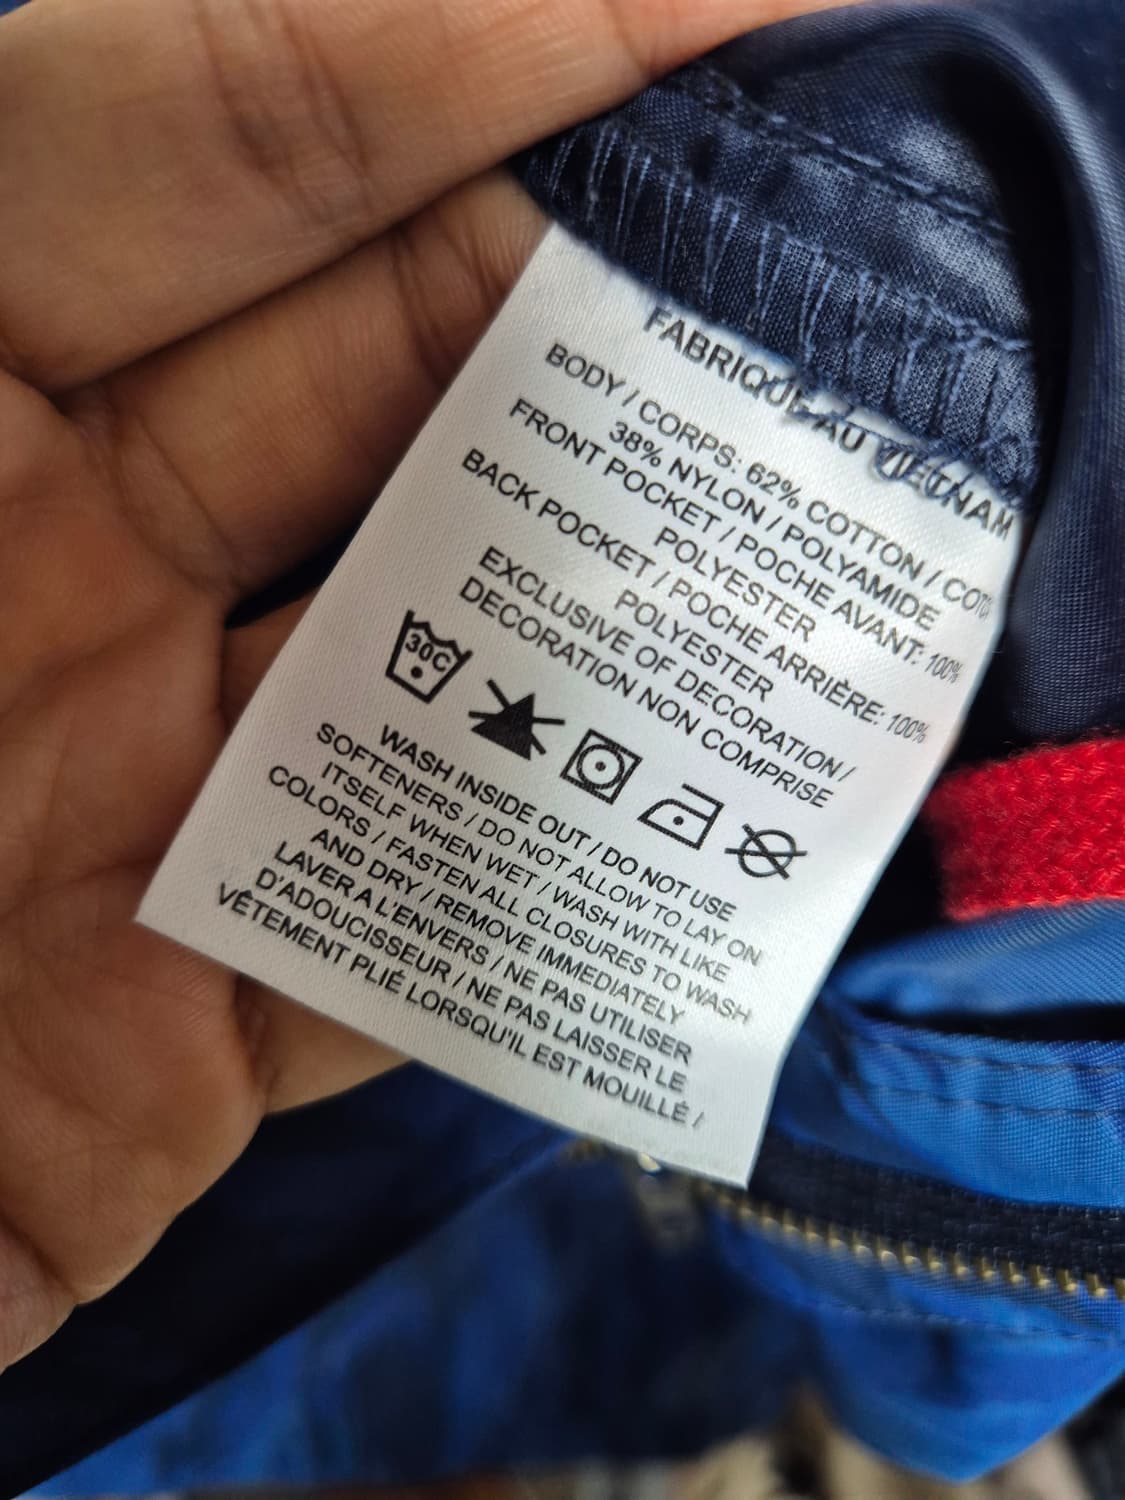 FABRIQUÉ AU VIETNAM
BODY / CORPS: 62% COTTON / COTON
38% NYLON / POLYAMIDE
FRONT POCKET / POCHE AVANT: 100%
POLYESTER
BACK POCKET / POCHE ARRIÈRE: 100%
POLYESTER
EXCLUSIVE OF DECORATION /
DECORATION NON COMPRISE
30C
WASH INSIDE OUT / DO NOT USE
SOFTENERS / DO NOT ALLOW TO LAY ON
ITSELF WHEN WET / WASH WITH LIKE
COLORS / FASTEN ALL CLOSURES TO WASH
AND DRY / REMOVE IMMEDIATELY
LAVER A L'ENVERS / NE PAS UTILISER
D'ADOUCISSEUR / NE PAS LAISSER LE
VÊTEMENT PLIÉ LORSQU'IL EST MOUILLÉ /